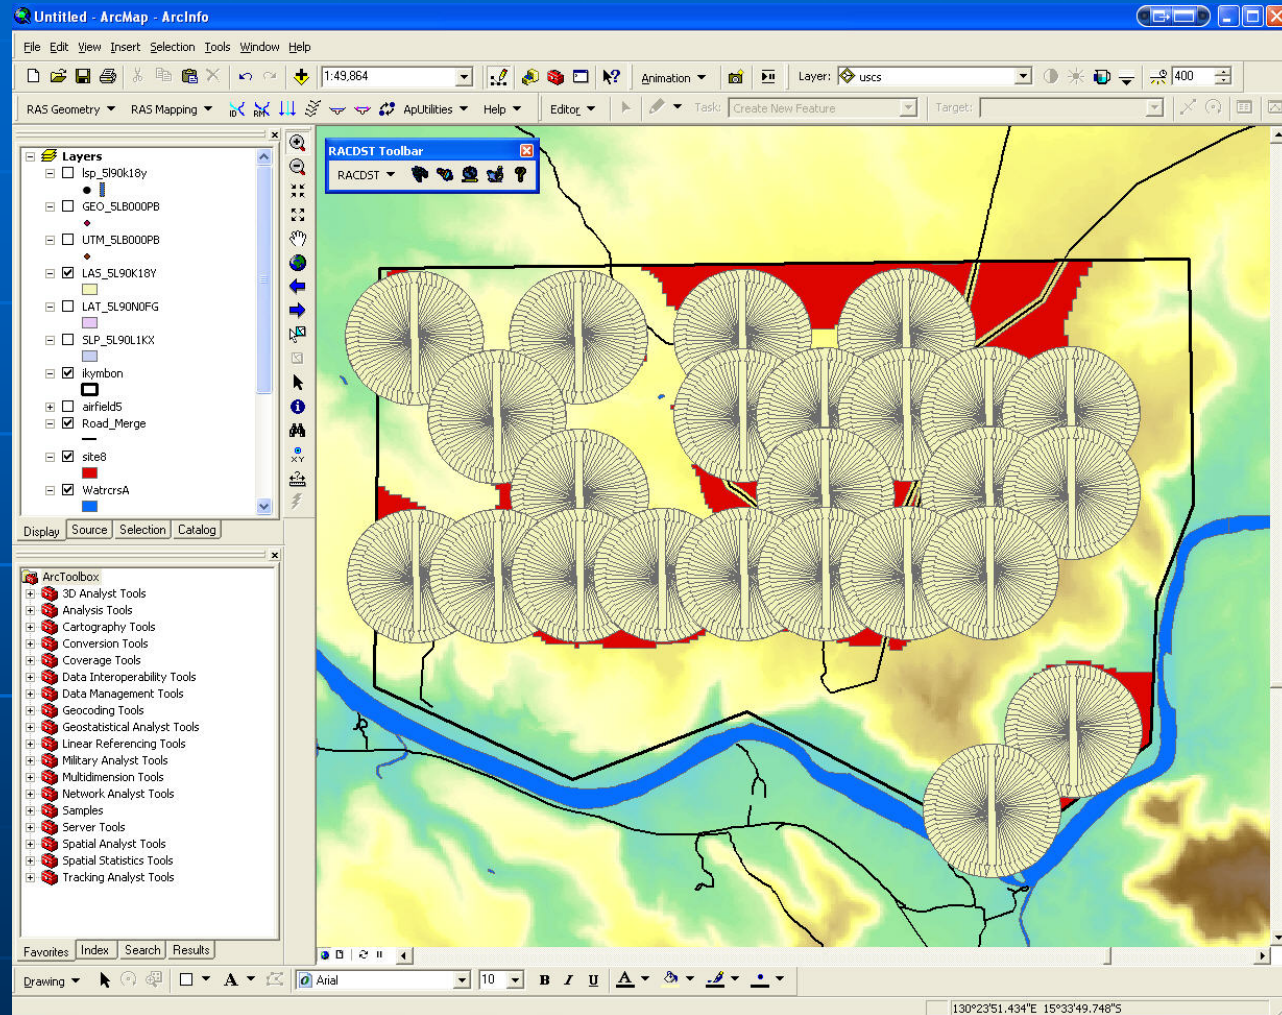 Untitled - ArcMap - ArcInfo
File Edit View Insert Selection Tools Window Help
1:49,864 Animation Layer: uscs 400
RAS Geometry RAS Mapping ApUtilities Help Editor Task: Create New Feature Target:
RACDST Toolbar
RACDST
Layers
lsp_5l90k18y
GEO_5LB000PB
UTM_5LB000PB
LAS_5L90K18Y
LAT_5L90N0FG
SLP_5L90L1KX
ikymbon
airfield5
Road_Merge
site8
WatrcrsA
Display Source Selection Catalog
ArcToolbox
3D Analyst Tools
Analysis Tools
Cartography Tools
Conversion Tools
Coverage Tools
Data Interoperability Tools
Data Management Tools
Geocoding Tools
Geostatistical Analyst Tools
Linear Referencing Tools
Military Analyst Tools
Multidimension Tools
Network Analyst Tools
Samples
Server Tools
Spatial Analyst Tools
Spatial Statistics Tools
Tracking Analyst Tools
Favorites Index Search Results
Drawing A Arial 10 B I U A
130°23'51.434"E 15°33'49.748"S